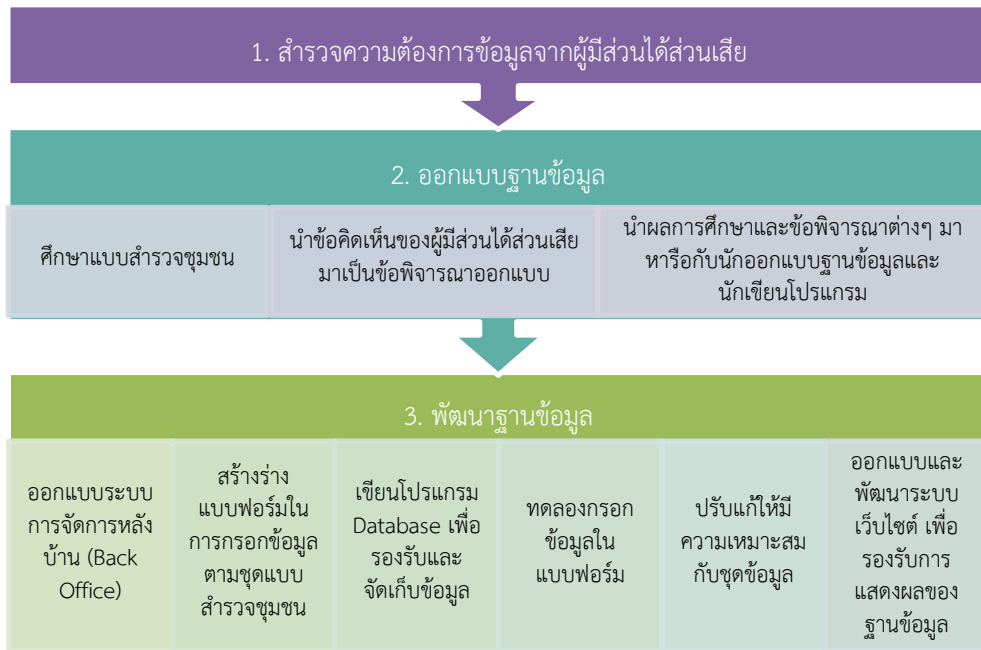 1. สำรวจความต้องการข้อมูลจากผู้มีส่วนได้ส่วนเสีย
2. ออกแบบฐานข้อมูล
ศึกษาแบบสำรวจชุมชน
นำข้อคิดเห็นของผู้มีส่วนได้ส่วนเสีย
มาเป็นข้อพิจารณาออกแบบ
นำผลการศึกษาและข้อพิจารณาต่างๆ มา
หารือกับนักออกแบบฐานข้อมูลและ
นักเขียนโปรแกรม
3. พัฒนาฐานข้อมูล
ออกแบบระบบ
การจัดการหลัง
บ้าน (Back
Office)
สร้างร่าง
แบบฟอร์มใน
การกรอกข้อมูล
ตามชุดแบบ
สำรวจชุมชน
เขียนโปรแกรม
Database เพื่อ
รองรับและ
จัดเก็บข้อมูล
ทดลองกรอก
ข้อมูลใน
แบบฟอร์ม
ปรับแก้ให้มี
ความเหมาะสม
กับชุดข้อมูล
ออกแบบและ
พัฒนาระบบ
เว็บไซต์ เพื่อ
รองรับการ
แสดงผลของ
ฐานข้อมูล